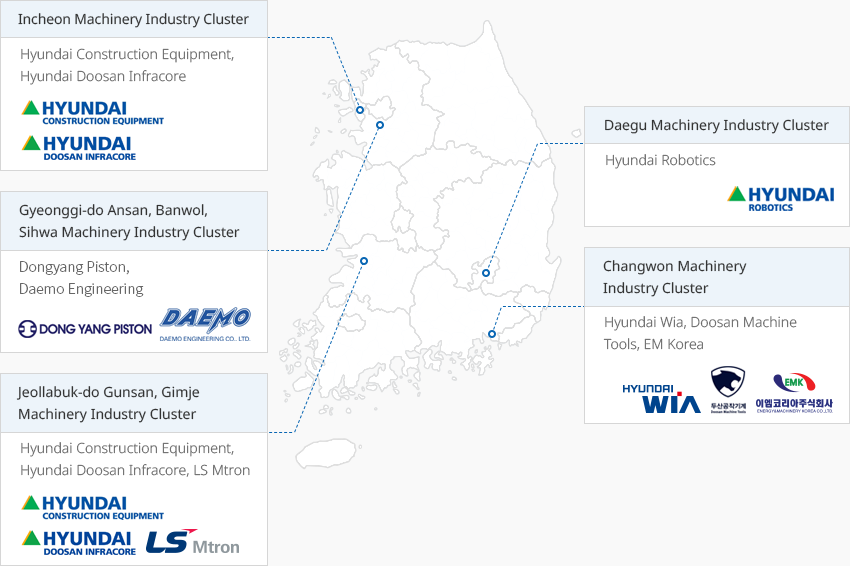 Incheon Machinery Industry Cluster
Hyundai Construction Equipment,
Hyundai Doosan Infracore
HYUNDAI
CONSTRUCTION EQUIPMENT
HYUNDAI
DOOSAN INFRACORE
Gyeonggi-do Ansan, Banwol,
Sihwa Machinery Industry Cluster
Dongyang Piston,
Daemo Engineering
DONG YANG PISTON
DAEMO
DAEMO ENGINEERING CO., LTD.
Jeollabuk-do Gunsan, Gimje
Machinery Industry Cluster
Hyundai Construction Equipment,
Hyundai Doosan Infracore, LS Mtron
HYUNDAI
CONSTRUCTION EQUIPMENT
HYUNDAI
DOOSAN INFRACORE
LS Mtron
Daegu Machinery Industry Cluster
Hyundai Robotics
HYUNDAI
ROBOTICS
Changwon Machinery
Industry Cluster
Hyundai Wia, Doosan Machine
Tools, EM Korea
HYUNDAI
WIA
두산공작기계
Doosan Machine Tools
EMK
이엠코리아주식회사
ENERGY&MACHINERY KOREA CO.,LTD.